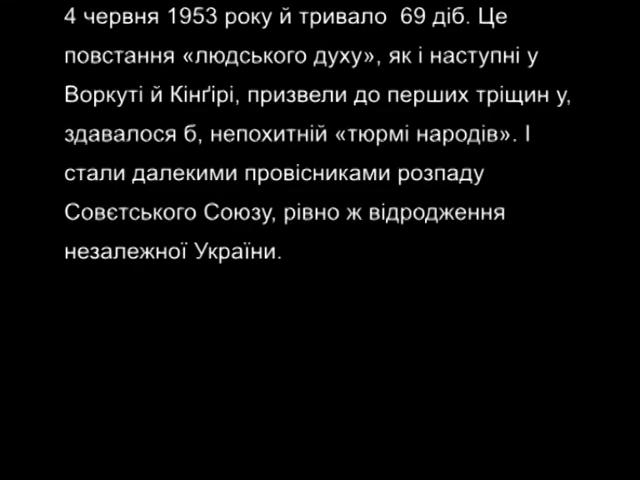 4 червня 1953 року й тривало  69 діб. Це
повстання «людського духу», як і наступні у
Воркуті й Кінґірі, призвели до перших тріщин у,
здавалося б, непохитній «тюрмі народів». І
стали далекими провісниками розпаду
Совєтського Союзу, рівно ж відродження
незалежної України.